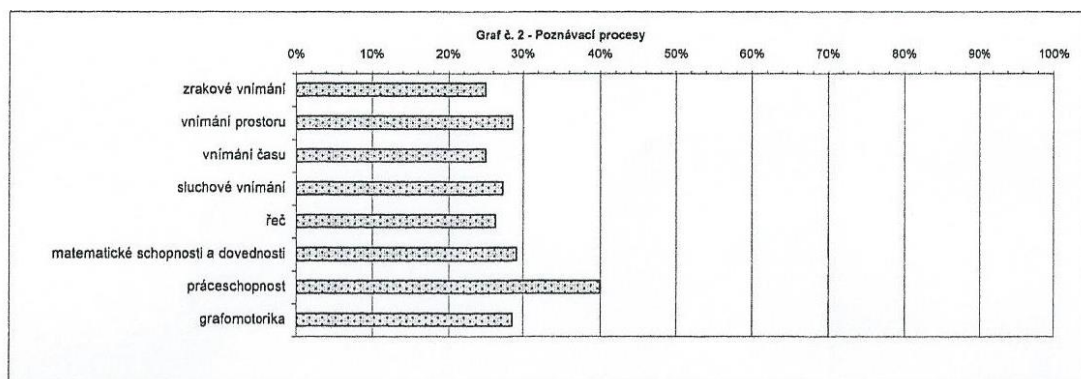 Graf č. 2 - Poznávací procesy
0% 10% 20% 30% 40% 50% 60% 70% 80% 90% 100%
zrakové vnímání
vnímání prostoru
vnímání času
sluchové vnímání
řeč
matematické schopnosti a dovednosti
práceschopnost
grafomotorika